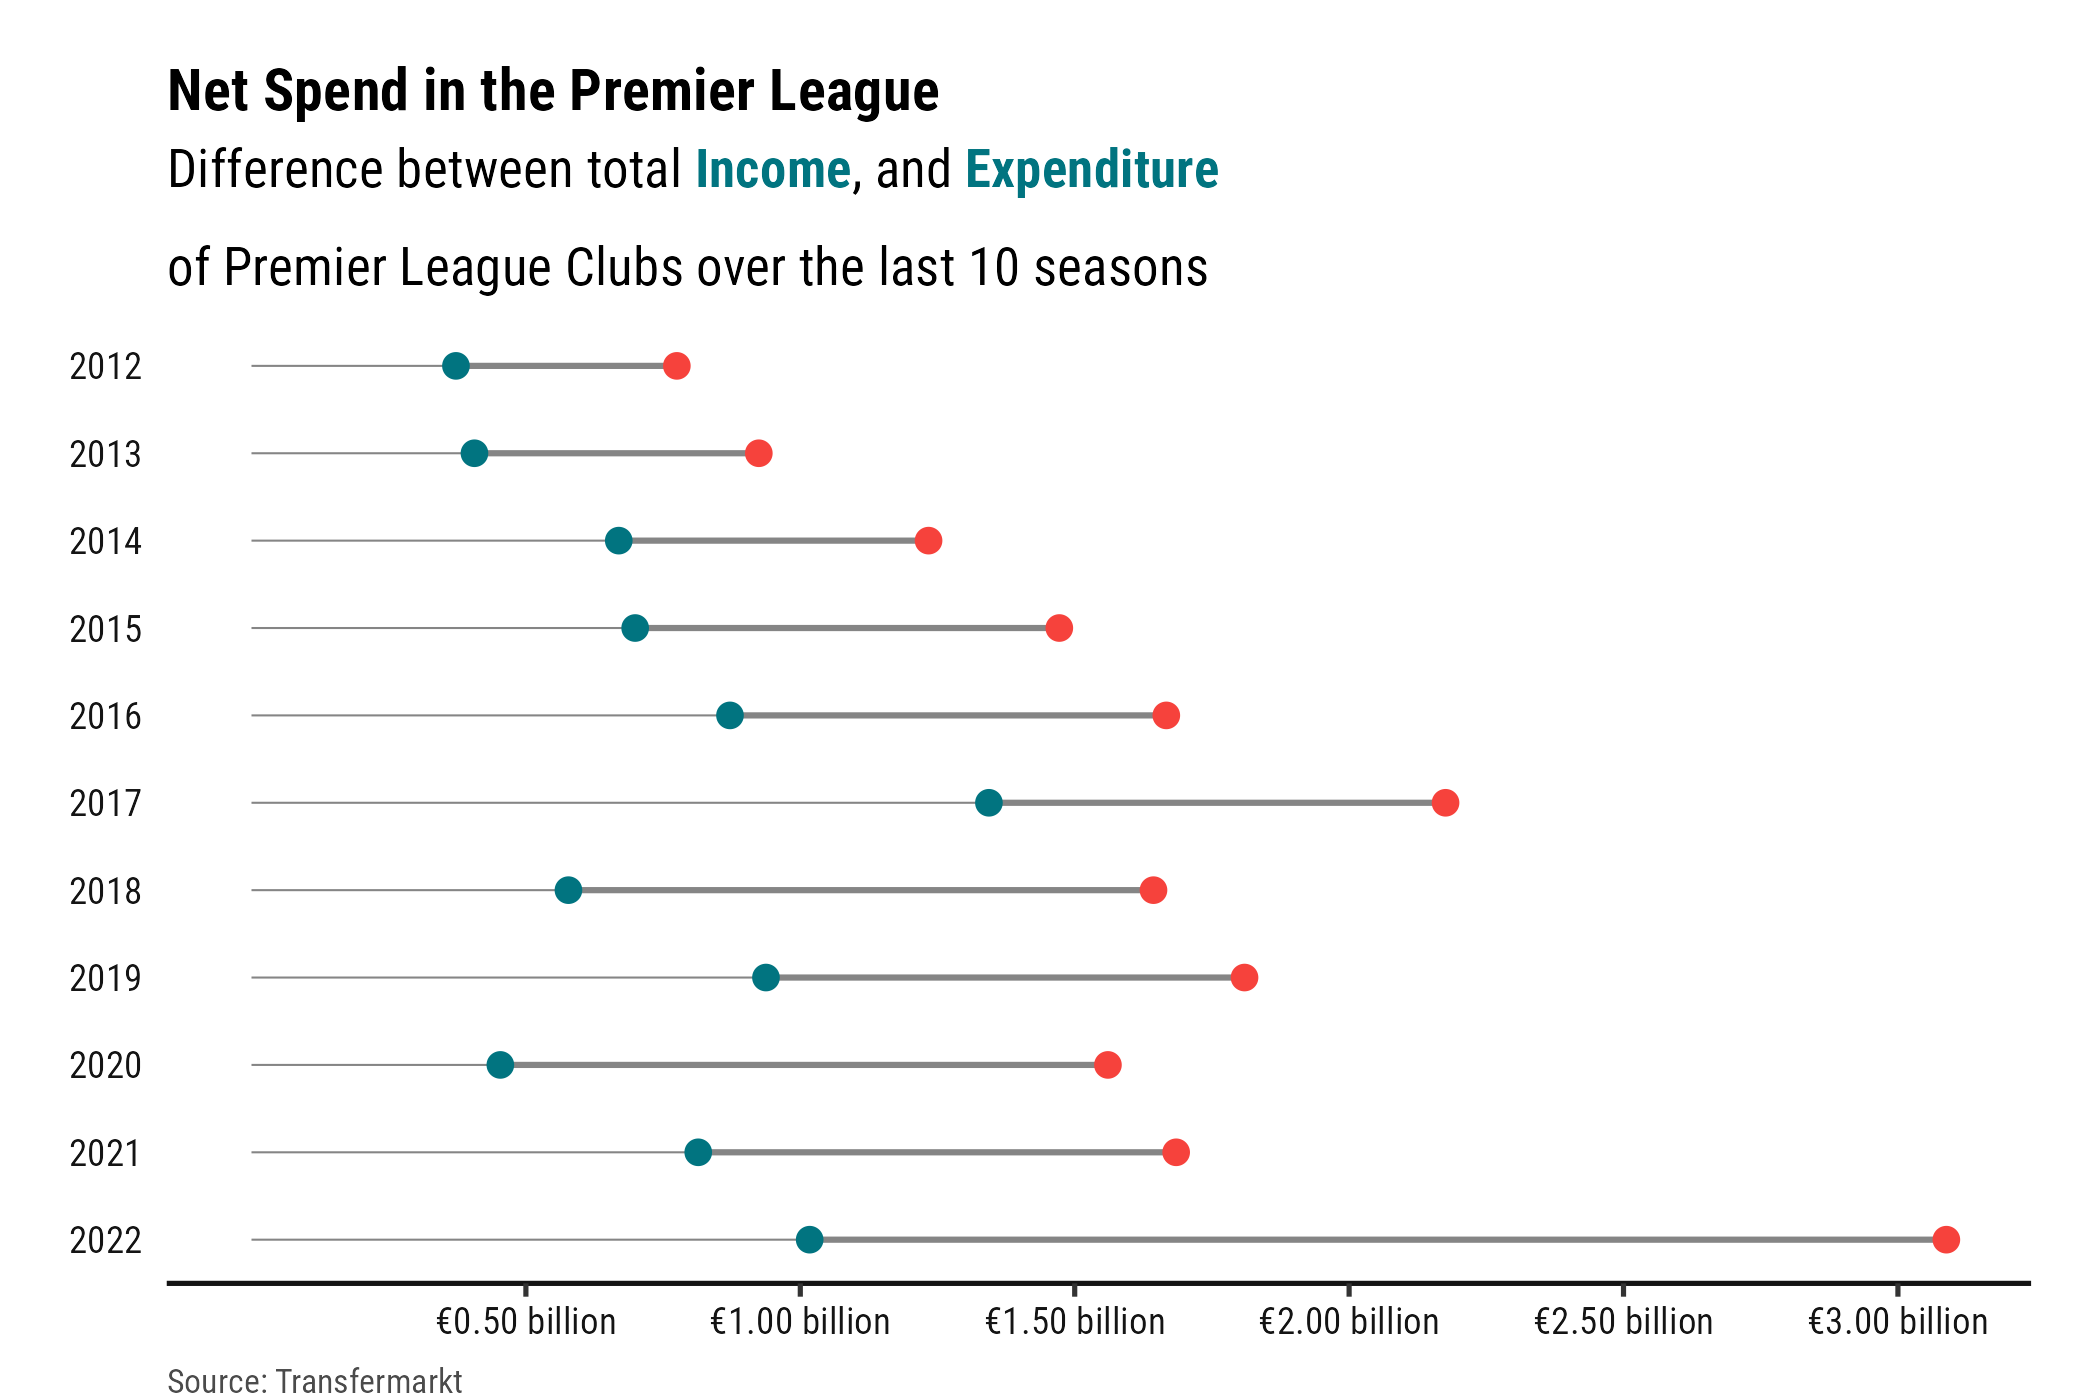 Net Spend in the Premier League
Difference between total Income, and Expenditure
of Premier League Clubs over the last 10 seasons
2012
2013
2014
2015
2016
2017
2018
2019
2020
2021
2022
€0.50 billion €1.00 billion €1.50 billion €2.00 billion €2.50 billion €3.00 billion
Source: Transfermarkt